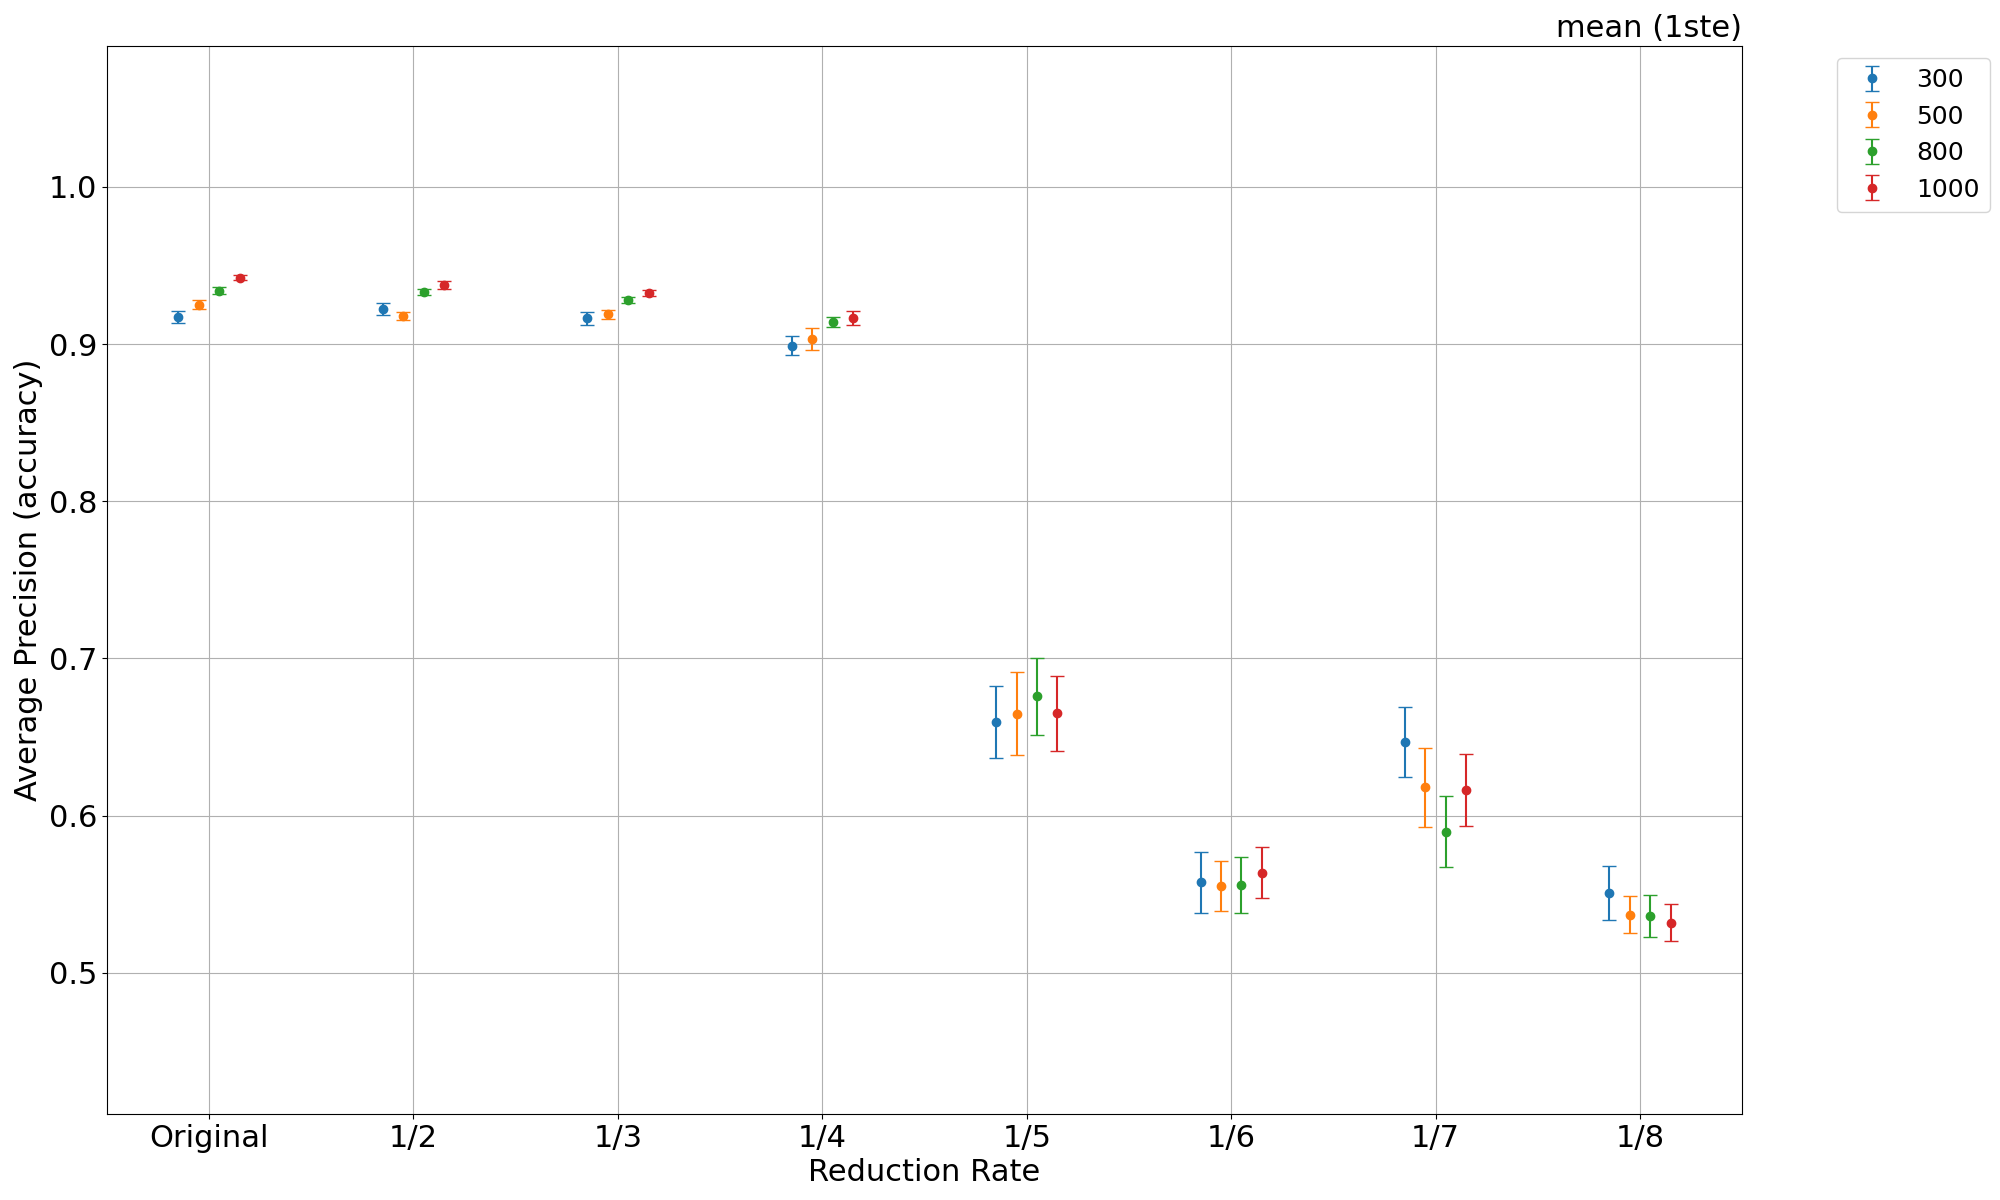 mean (1ste)
300
500
800
1000
1.0
0.9
0.8
0.7
0.6
0.5
Average Precision (accuracy)
Original 1/2 1/3 1/4 1/5 1/6 1/7 1/8
Reduction Rate